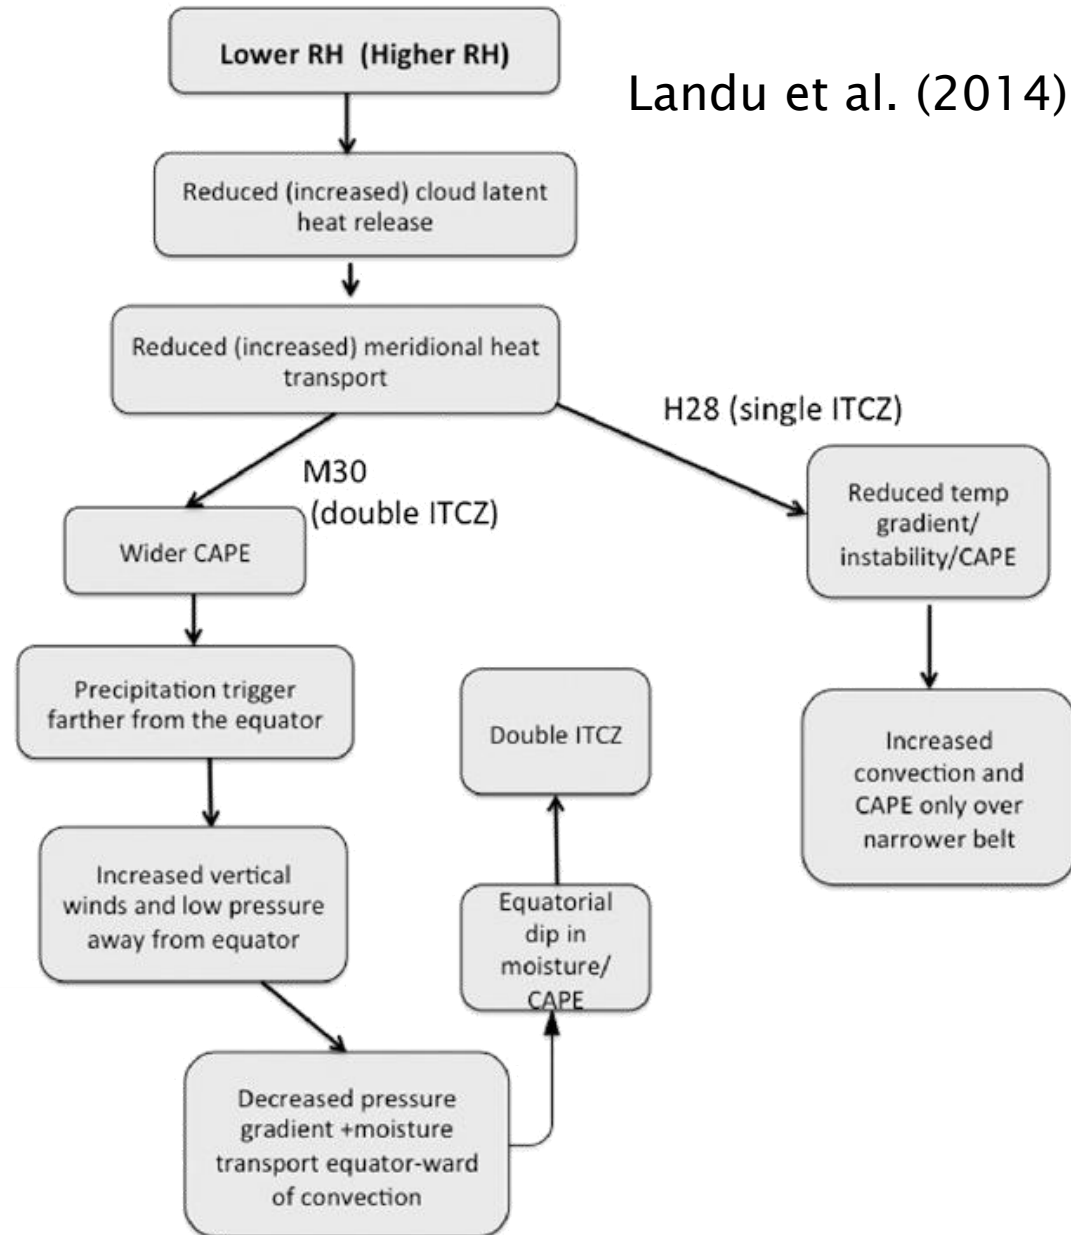 Lower RH (Higher RH)
Landu et al. (2014)
Reduced (increased) cloud latent
heat release
Reduced (increased) meridional heat
transport
H28 (single ITCZ)
M30
(double ITCZ)
Reduced temp
gradient/
instability/CAPE
Wider CAPE
Precipitation trigger
farther from the equator
Double ITCZ
Increased
convection and
CAPE only over
narrower belt
Increased vertical
winds and low pressure
away from equator
Equatorial
dip in
moisture/
CAPE
Decreased pressure
gradient +moisture
transport equator-ward
of convection